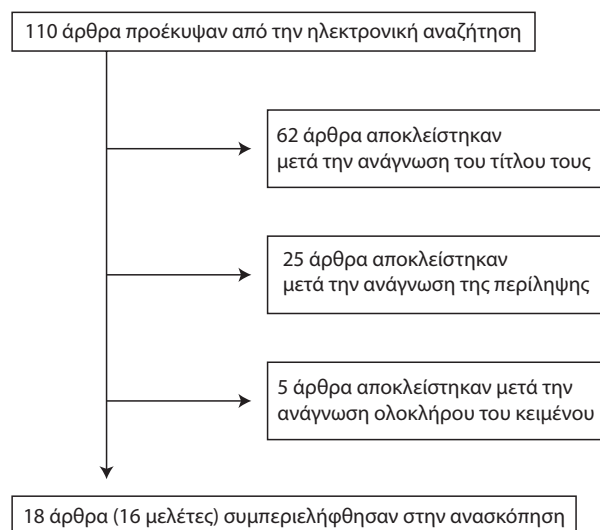 110 άρθρα προέκυψαν από την ηλεκτρονική αναζήτηση
62 άρθρα αποκλείστηκαν
μετά την ανάγνωση του τίτλου τους
25 άρθρα αποκλείστηκαν
μετά την ανάγνωση της περίληψης
5 άρθρα αποκλείστηκαν μετά την
ανάγνωση ολοκλήρου του κειμένου
18 άρθρα (16 μελέτες) συμπεριελήφθησαν στην ανασκόπηση